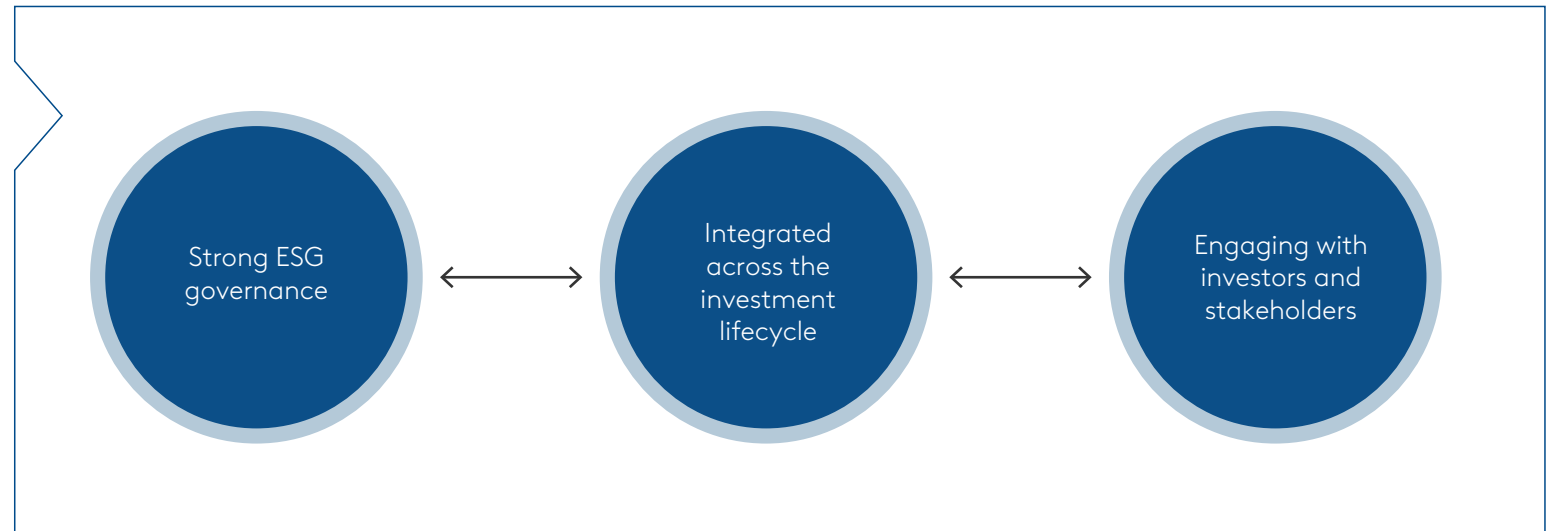 Strong ESG
governance
Integrated
across the
investment
lifecycle
Engaging with
investors and
stakeholders